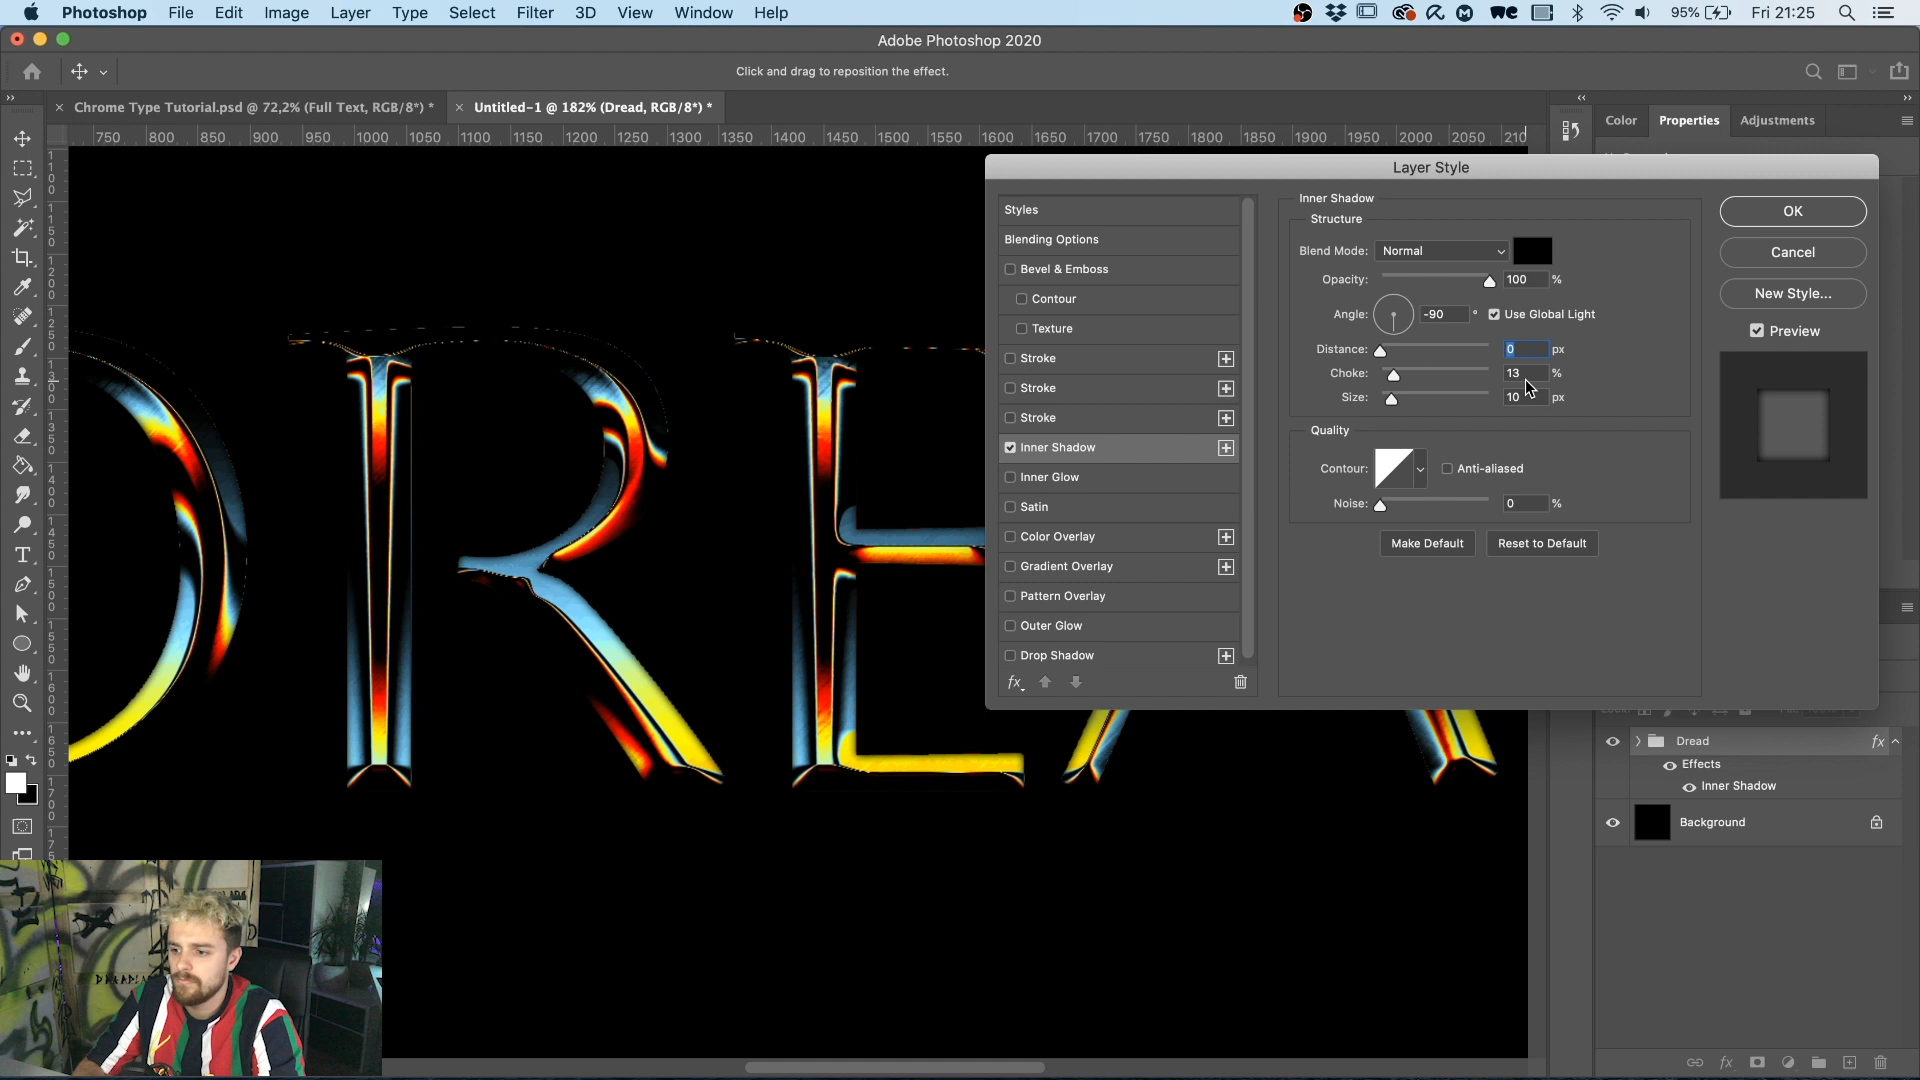 Photoshop File Edit Image Layer Type Select Filter 3D View Window Help 95% Fri 21:25
Adobe Photoshop 2020
Click and drag to reposition the effect.
× Chrome Type Tutorial.psd @ 72,2% (Full Text, RGB/8*) * × Untitled-1 @ 182% (Dread, RGB/8*) *
Color Properties Adjustments
750 800 850 900 950 1000 1050 1100 1150 1200 1250 1300 1350 1400 1450 1500 1550 1600 1650 1700 1750 1800 1850 1900 1950 2000 2050 210
Layer Style
Styles
Blending Options
Bevel & Emboss
Contour
Texture
Stroke
Stroke
Stroke
Inner Shadow
Inner Glow
Satin
Color Overlay
Gradient Overlay
Pattern Overlay
Outer Glow
Drop Shadow
fx
Inner Shadow
Structure
Blend Mode: Normal
Opacity: 100 %
Angle: -90 ° Use Global Light
Distance: 0 px
Choke: 13 %
Size: 10 px
Quality
Contour: Anti-aliased
Noise: 0 %
Make Default Reset to Default
OK
Cancel
New Style...
Preview
DREA
Dread fx
Effects
Inner Shadow
Background
fx